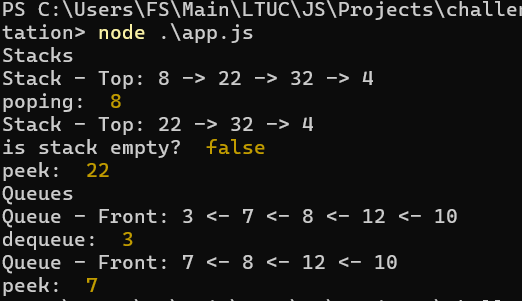 PS C:\Users\FS\Main\LTUC\JS\Projects\challen
tation> node .\app.js
Stacks
Stack - Top: 8 -> 22 -> 32 -> 4
poping:  8
Stack - Top: 22 -> 32 -> 4
is stack empty?  false
peek:  22
Queues
Queue - Front: 3 <- 7 <- 8 <- 12 <- 10
dequeue:  3
Queue - Front: 7 <- 8 <- 12 <- 10
peek:  7